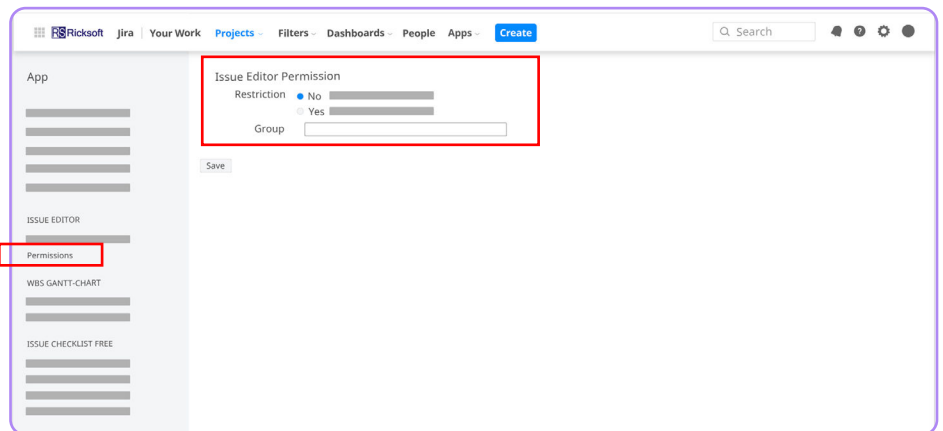 RS Ricksoft Jira Your Work Projects Filters Dashboards People Apps Create Search
App
ISSUE EDITOR
Permissions
WBS GANTT-CHART
ISSUE CHECKLIST FREE
Issue Editor Permission
Restriction No
Yes
Group
Save